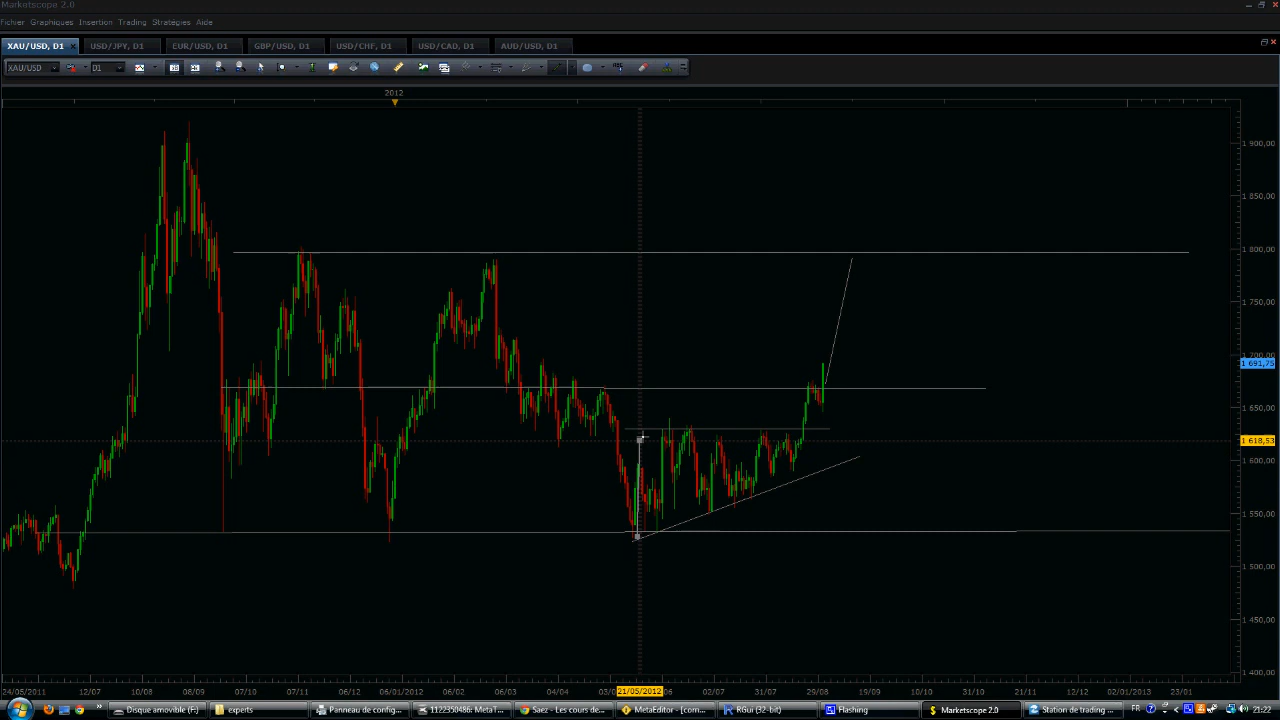 Marketscope 2.0
Fichier Graphiques Insertion Trading Stratégies Aide
XAU/USD, D1 USD/JPY, D1 EUR/USD, D1 GBP/USD, D1 USD/CHF, D1 USD/CAD, D1 AUD/USD, D1
XAU/USD D1
2012
1 900,00
1 850,00
1 800,00
1 750,00
1 700,00
1 691,75
1 650,00
1 618,53
1 600,00
1 550,00
1 500,00
1 450,00
1 400,00
24/05/2011 12/07 10/08 08/09 07/10 07/11 06/12 06/01/2012 06/02 06/03 04/04 21/05/2012 02/07 31/07 29/08 19/09 10/10 31/10 21/11 12/12 02/01/2013 23/01
Disque amovible (F:) experts Panneau de config... 1122350486: MetaT... Saez - Les cours de... MetaEditor - [com... RGui (32-bit) Flashing Marketscope 2.0 Station de trading ... FR 21:22